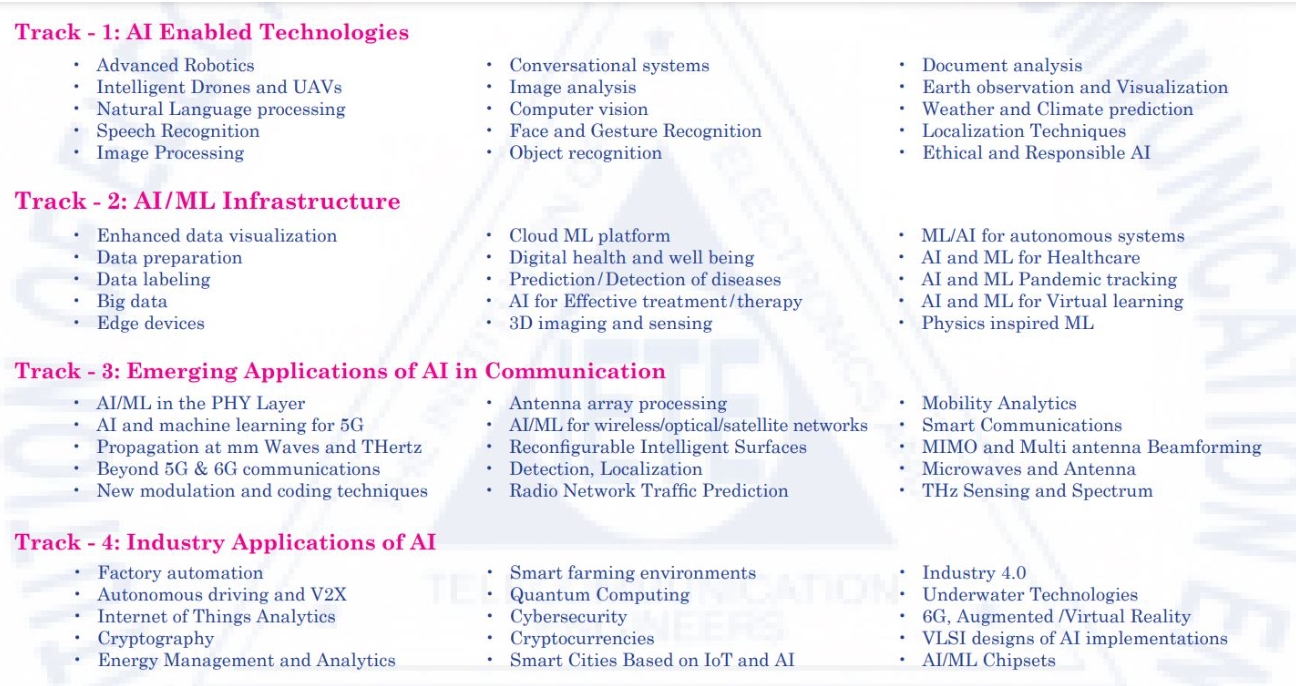 Track - 1: AI Enabled Technologies
• Advanced Robotics
• Intelligent Drones and UAVs
• Natural Language processing
• Speech Recognition
• Image Processing
• Conversational systems
• Image analysis
• Computer vision
• Face and Gesture Recognition
• Object recognition
• Document analysis
• Earth observation and Visualization
• Weather and Climate prediction
• Localization Techniques
• Ethical and Responsible AI
Track - 2: AI/ML Infrastructure
• Enhanced data visualization
• Data preparation
• Data labeling
• Big data
• Edge devices
• Cloud ML platform
• Digital health and well being
• Prediction/Detection of diseases
• AI for Effective treatment/therapy
• 3D imaging and sensing
• ML/AI for autonomous systems
• AI and ML for Healthcare
• AI and ML Pandemic tracking
• AI and ML for Virtual learning
• Physics inspired ML
Track - 3: Emerging Applications of AI in Communication
• AI/ML in the PHY Layer
• AI and machine learning for 5G
• Propagation at mm Waves and THertz
• Beyond 5G & 6G communications
• New modulation and coding techniques
• Antenna array processing
• AI/ML for wireless/optical/satellite networks
• Reconfigurable Intelligent Surfaces
• Detection, Localization
• Radio Network Traffic Prediction
• Mobility Analytics
• Smart Communications
• MIMO and Multi antenna Beamforming
• Microwaves and Antenna
• THz Sensing and Spectrum
Track - 4: Industry Applications of AI
• Factory automation
• Autonomous driving and V2X
• Internet of Things Analytics
• Cryptography
• Energy Management and Analytics
• Smart farming environments
• Quantum Computing
• Cybersecurity
• Cryptocurrencies
• Smart Cities Based on IoT and AI
• Industry 4.0
• Underwater Technologies
• 6G, Augmented /Virtual Reality
• VLSI designs of AI implementations
• AI/ML Chipsets
IETE